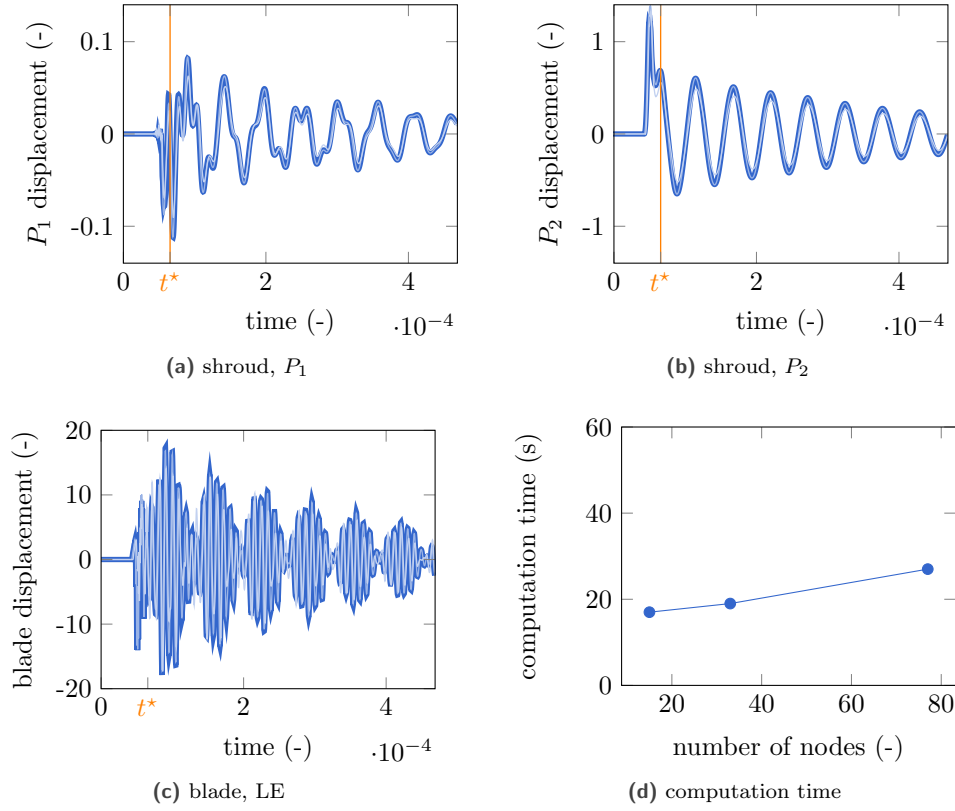 0.1
0
-0.1
P₁ displacement (-)
0
t⋆
2
4
time (-)
·10⁻⁴
(a) shroud, P₁
1
0
-1
P₂ displacement (-)
0
t⋆
2
4
time (-)
·10⁻⁴
(b) shroud, P₂
20
10
0
-10
-20
blade displacement (-)
0
t⋆
2
4
time (-)
·10⁻⁴
(c) blade, LE
60
40
20
0
computation time (s)
20
40
60
80
number of nodes (-)
(d) computation time